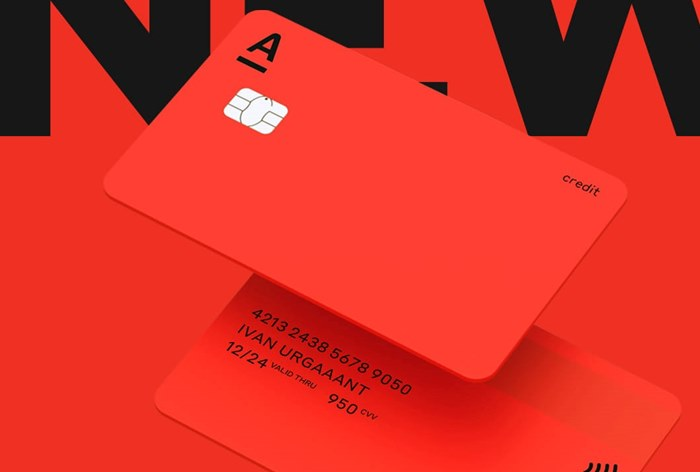 NEW
A
credit
4213 2438 5678 9050
IVAN URGAAANT
12/24 VALID THRU
950 CVV